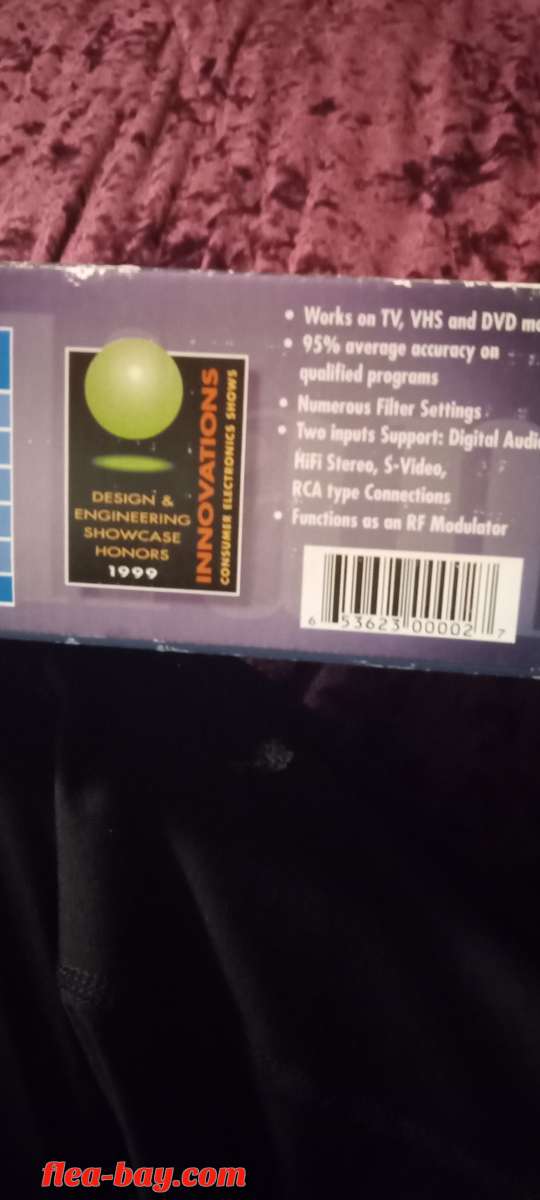 • Works on TV, VHS and DVD
• 95% average accuracy on
qualified programs
• Numerous Filter Settings
• Two inputs Support: Digital
HiFi Stereo, S-Video,
RCA type Connections
• Functions as an RF Modulator
DESIGN &
ENGINEERING
SHOWCASE
HONORS
1999
INNOVATIONS
CONSUMER ELECTRONICS SHOWS
6 53623 00002 7
flea-bay.com